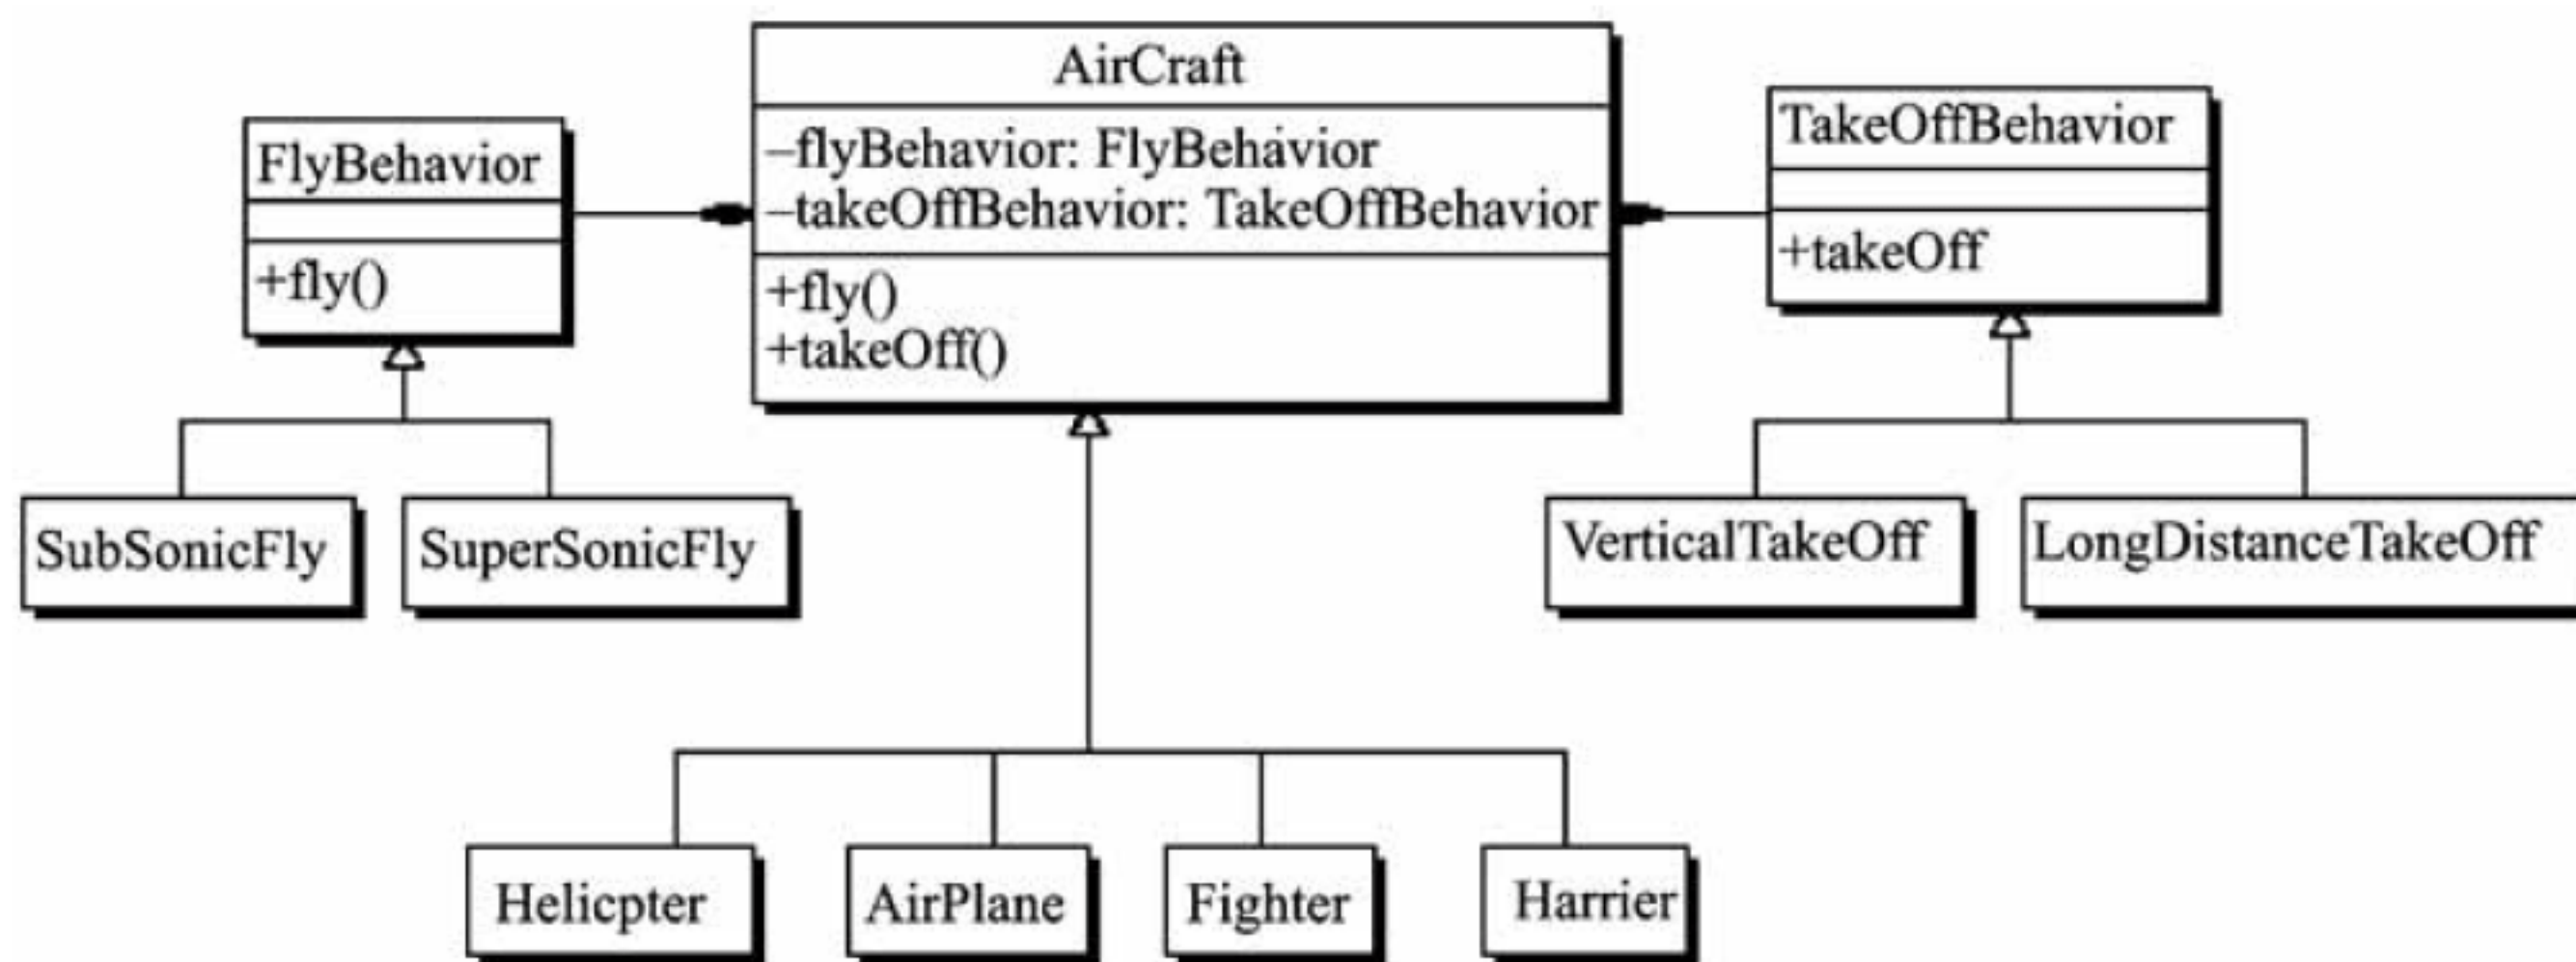 AirCraft
–flyBehavior: FlyBehavior
–takeOffBehavior: TakeOffBehavior
+fly()
+takeOff()
FlyBehavior
+fly()
TakeOffBehavior
+takeOff
SubSonicFly
SuperSonicFly
VerticalTakeOff
LongDistanceTakeOff
Helicpter
AirPlane
Fighter
Harrier